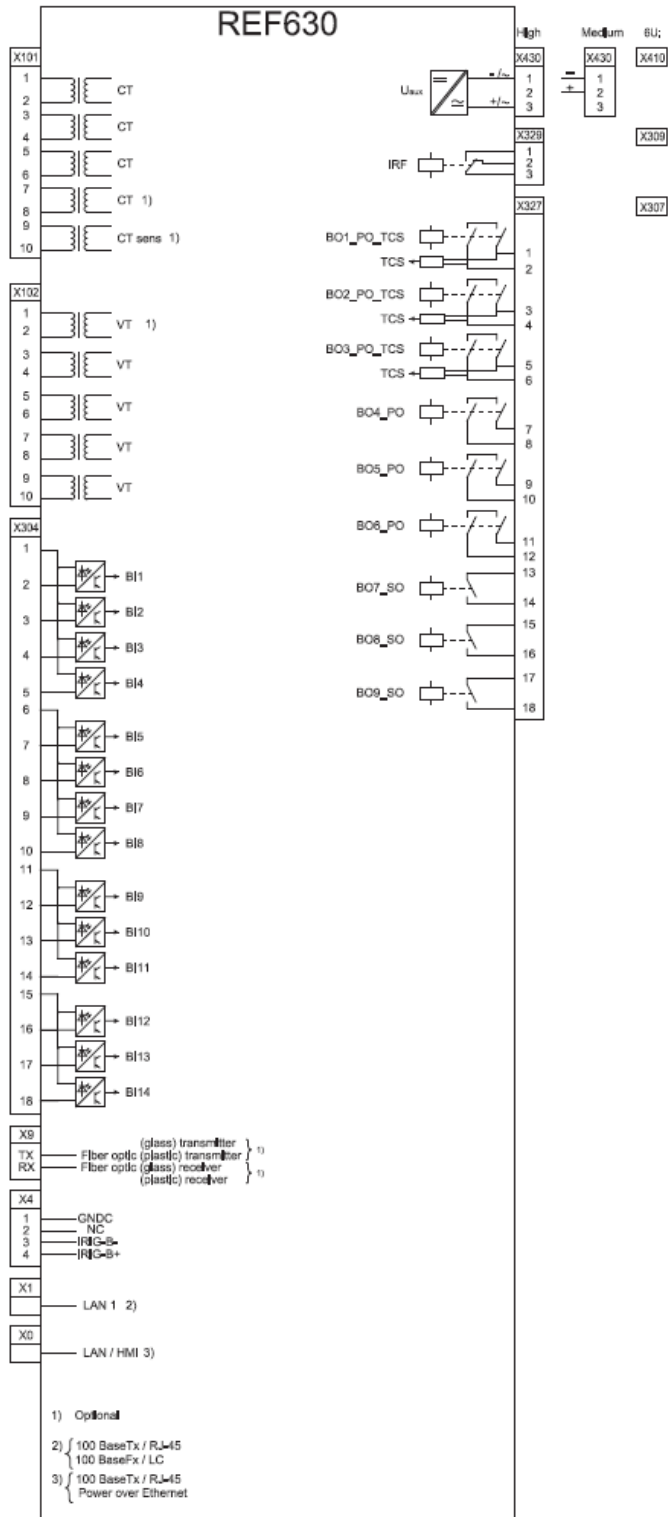 REF630
High Medium 6U;
X101
1
2
CT
3
4
CT
5
6
CT
7
8
CT 1)
9
10
CT sens 1)
X102
1
2
VT 1)
3
4
VT
5
6
VT
7
8
VT
9
10
VT
X304
1
2
BI1
3
BI2
4
BI3
5
BI4
6
7
BI5
8
BI6
9
BI7
10
BI8
11
12
BI9
13
BI10
14
BI11
15
16
BI12
17
BI13
18
BI14
X9
TX
RX
(glass) transmitter
Fiber optic (plastic) transmitter
1)
Fiber optic (glass) receiver
(plastic) receiver
1)
X4
1 GNDC
2 NC
3 IRIG-B-
4 IRIG-B+
X1
LAN 1 2)
X0
LAN / HMI 3)
1) Optional
2) 100 BaseTx / RJ-45
100 BaseFx / LC
3) 100 BaseTx / RJ-45
Power over Ethernet
X430 X430 X410
Uaux
- /~
+/~
1
2
3
-
+
1
2
3
X329 X309
IRF
1
2
3
X327 X307
BO1_PO_TCS
TCS
1
2
BO2_PO_TCS
TCS
3
4
BO3_PO_TCS
TCS
5
6
BO4_PO
7
8
BO5_PO
9
10
BO6_PO
11
12
BO7_SO
13
14
BO8_SO
15
16
BO9_SO
17
18